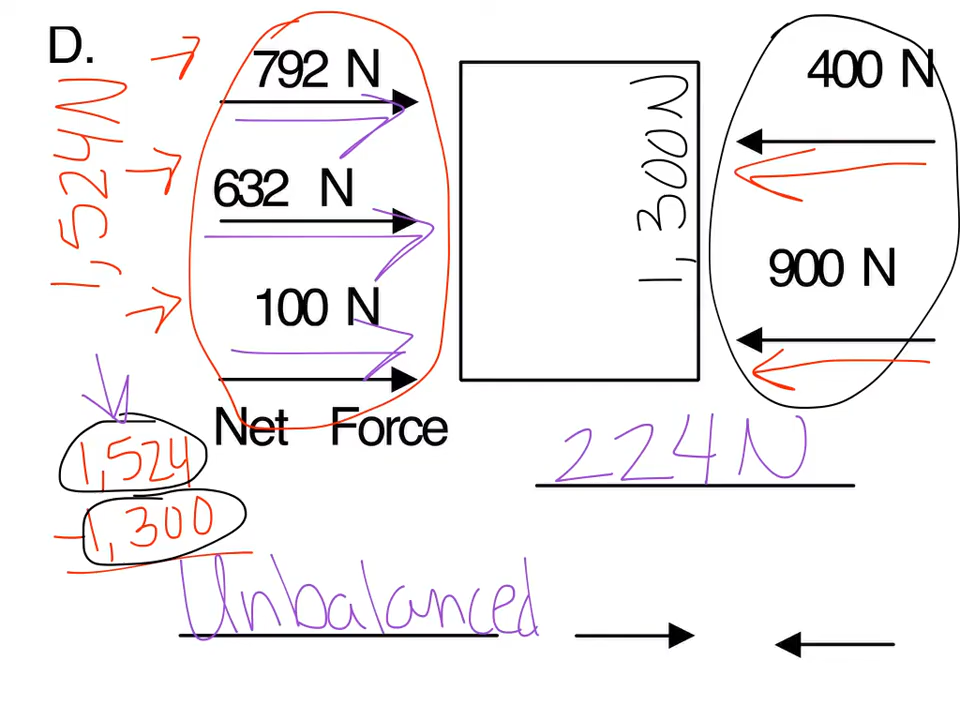 D.
792 N
400 N
1,524N
632 N
1,300N
900 N
100 N
Net Force
224N
1,524
-1,300
Unbalanced